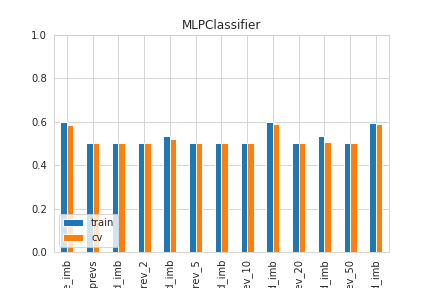 MLPClassifier
1.0
0.8
0.6
0.4
0.2
0.0
train
cv
e_imb
prevs
d_imb
rev_2
d_imb
rev_5
d_imb
rev_10
d_imb
rev_20
d_imb
rev_50
d_imb